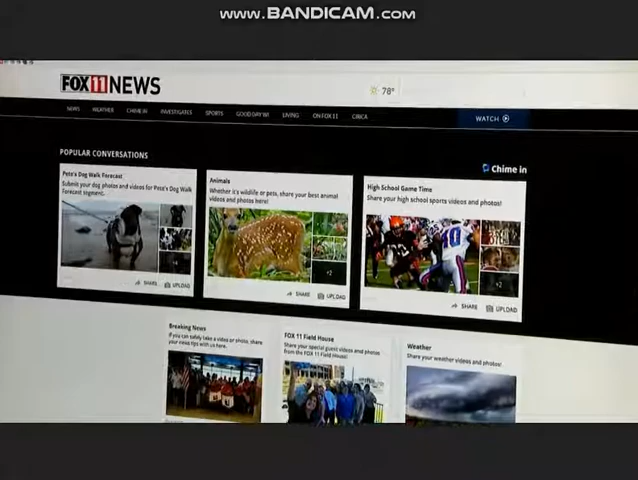 www.BANDICAM.com
FOX 11 NEWS
78°
NEWS WEATHER CHIME IN INVESTIGATES SPORTS GOOD DAY WI LIVING ON FOX 11 CIRCA
WATCH
POPULAR CONVERSATIONS
Chime in
Pete's Dog Walk Forecast
Submit your dog photos and videos for Pete's Dog Walk
Forecast segment.
SHARE UPLOAD
Animals
Whether it's wildlife or pets, share your best animal
videos and photos here!
+2
SHARE UPLOAD
High School Game Time
Share your high school sports videos and photos!
10
+2
SHARE UPLOAD
Breaking News
If you can safely take a video or photo, share
your news tips with us here.
FOX 11 Field House
Share your special guest videos and photos
from the FOX 11 Field House!
Weather
Share your weather videos and photos!